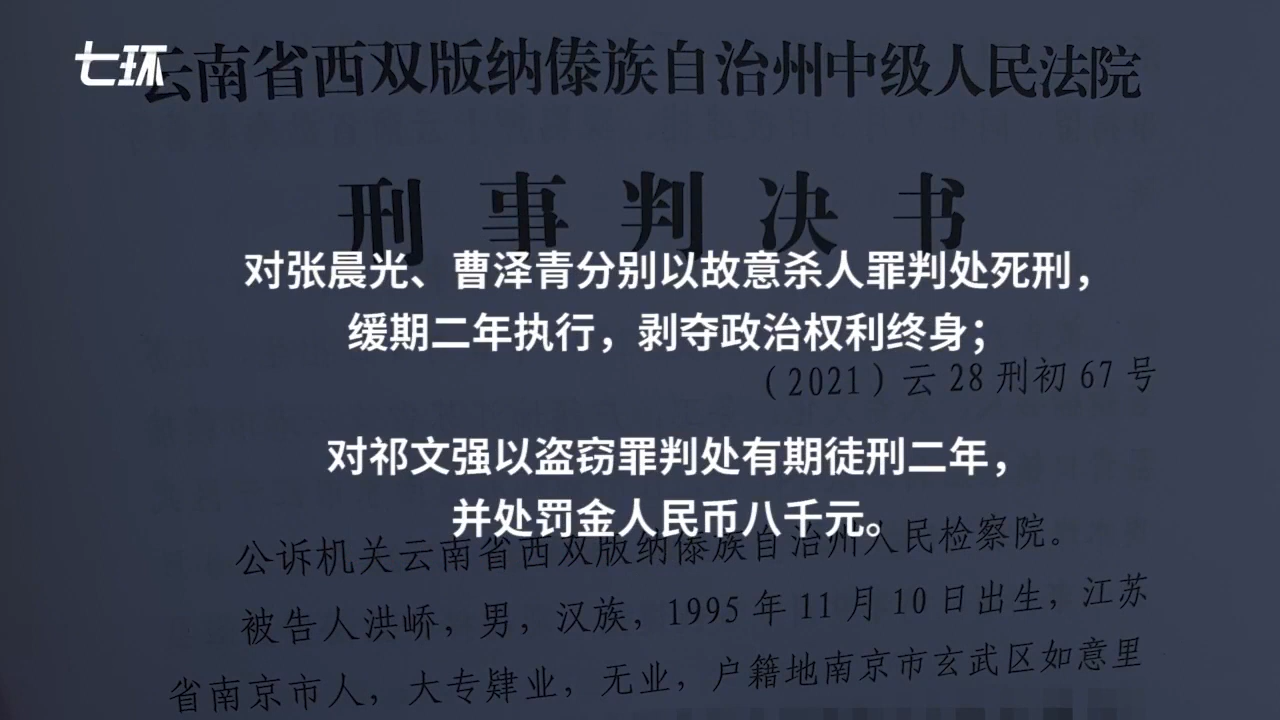 七环
云南省西双版纳傣族自治州中级人民法院
刑事判决书
对张晨光、曹泽青分别以故意杀人罪判处死刑，
缓期二年执行，剥夺政治权利终身；
（2021）云28刑初67号
对祁文强以盗窃罪判处有期徒刑二年，
并处罚金人民币八千元。
公诉机关云南省西双版纳傣族自治州人民检察院。
被告人洪峤，男，汉族，1995年11月10日出生，江苏
省南京市人，大专肄业，无业，户籍地南京市玄武区如意里